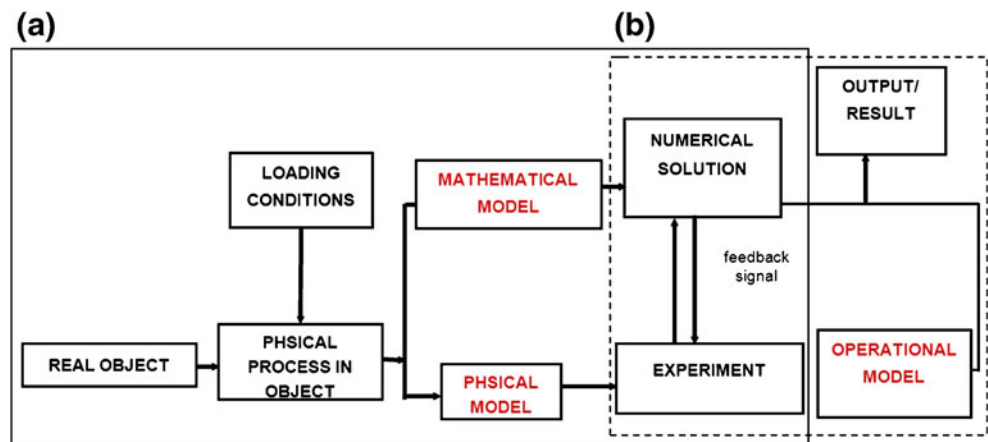 (a)
(b)
OUTPUT/
RESULT
NUMERICAL
SOLUTION
LOADING
CONDITIONS
MATHEMATICAL
MODEL
feedback
signal
REAL OBJECT
PHSICAL
PROCESS IN
OBJECT
PHSICAL
MODEL
EXPERIMENT
OPERATIONAL
MODEL